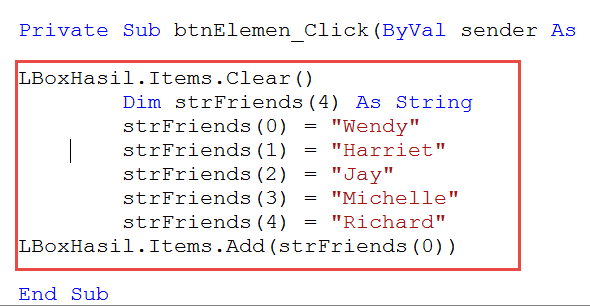 Private Sub btnElemen_Click(ByVal sender As
LBoxHasil.Items.Clear()
Dim strFriends(4) As String
strFriends(0) = "Wendy"
strFriends(1) = "Harriet"
strFriends(2) = "Jay"
strFriends(3) = "Michelle"
strFriends(4) = "Richard"
LBoxHasil.Items.Add(strFriends(0))
End Sub